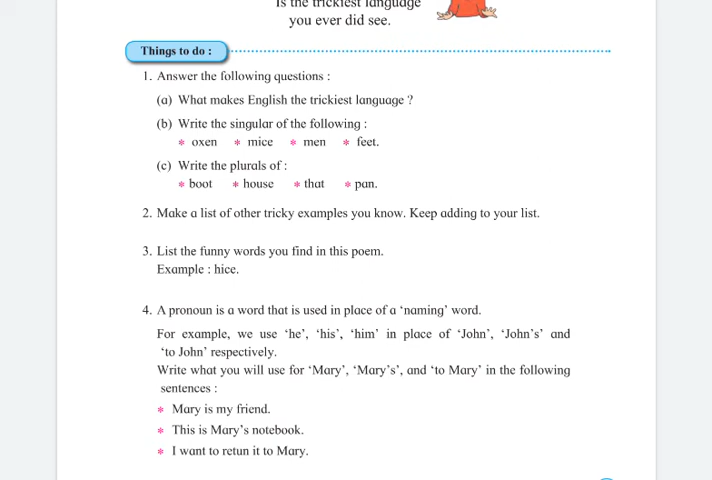 Is the trickiest language
you ever did see.
Things to do :
1. Answer the following questions :
(a) What makes English the trickiest language ?
(b) Write the singular of the following :
* oxen * mice * men * feet.
(c) Write the plurals of :
* boot * house * that * pan.
2. Make a list of other tricky examples you know. Keep adding to your list.
3. List the funny words you find in this poem.
Example : hice.
4. A pronoun is a word that is used in place of a ‘naming’ word.
For example, we use ‘he’, ‘his’, ‘him’ in place of ‘John’, ‘John’s’ and
‘to John’ respectively.
Write what you will use for ‘Mary’, ‘Mary’s’, and ‘to Mary’ in the following
sentences :
* Mary is my friend.
* This is Mary’s notebook.
* I want to retun it to Mary.